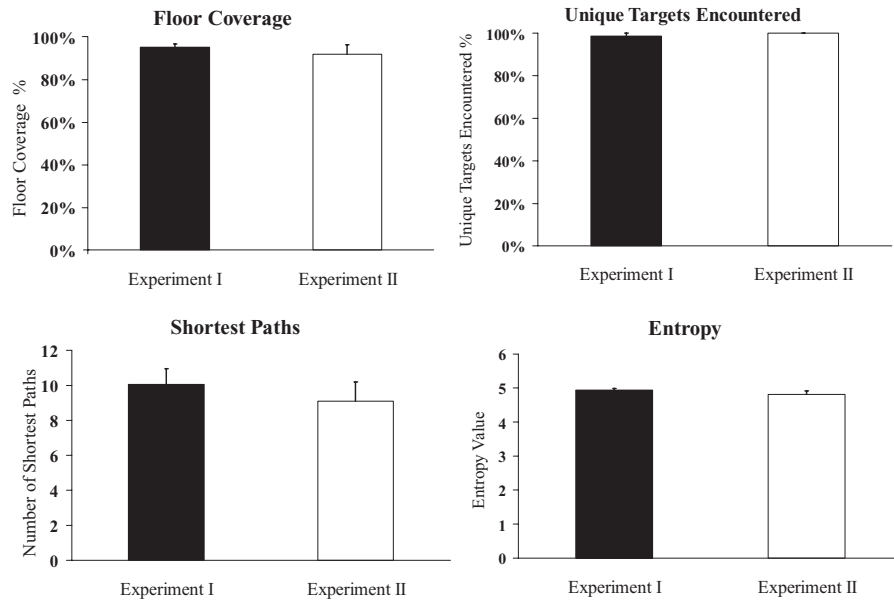 Floor Coverage
Floor Coverage %
100%
80%
60%
40%
20%
0%
Experiment I
Experiment II
Unique Targets Encountered
Unique Targets Encountered %
100%
80%
60%
40%
20%
0%
Experiment I
Experiment II
Shortest Paths
Number of Shortest Paths
12
10
8
6
4
2
0
Experiment I
Experiment II
Entropy
Entropy Value
6
5
4
3
2
1
0
Experiment I
Experiment II